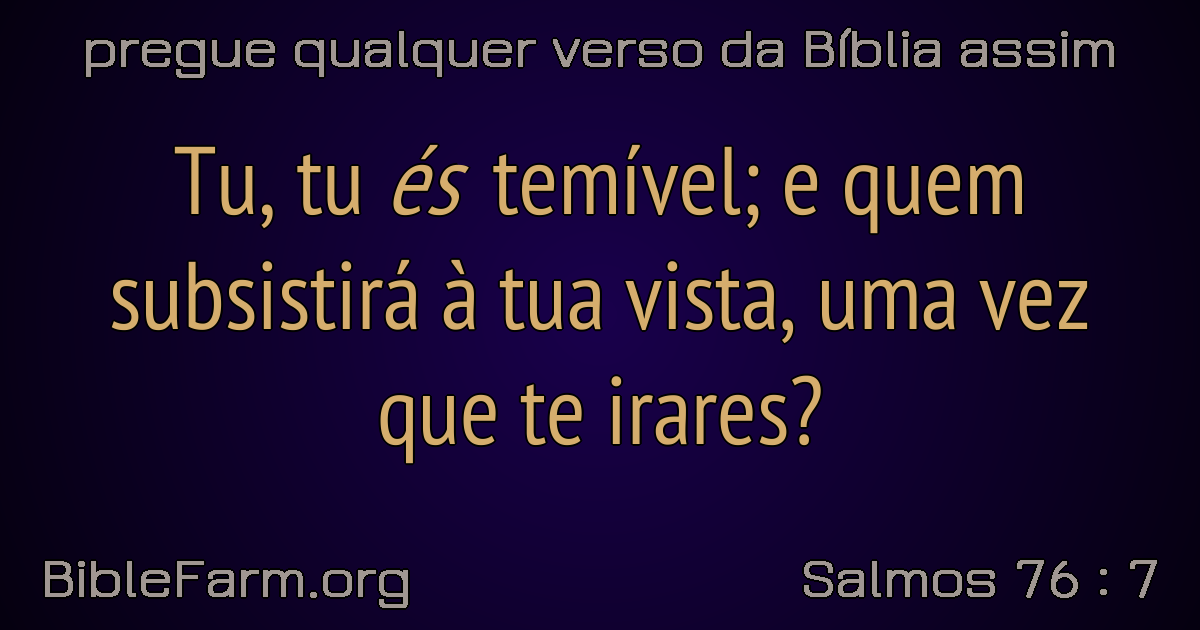 pregue qualquer verso da Bíblia assim
Tu, tu és temível; e quem
subsistirá à tua vista, uma vez
que te irares?
BibleFarm.org
Salmos 76 : 7